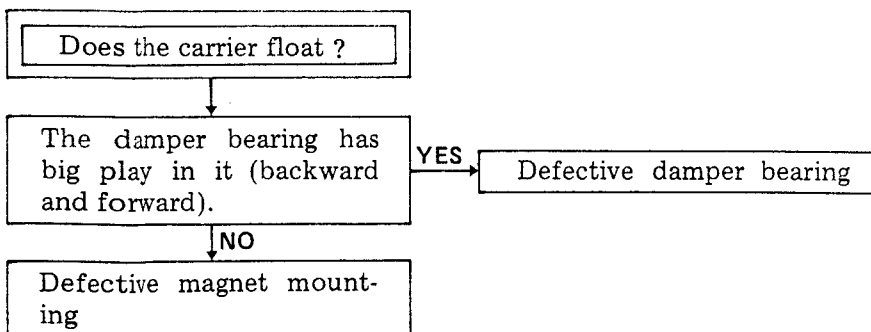 Does the carrier float ?
The damper bearing has
big play in it (backward
and forward).
YES
Defective damper bearing
NO
Defective magnet mount-
ing